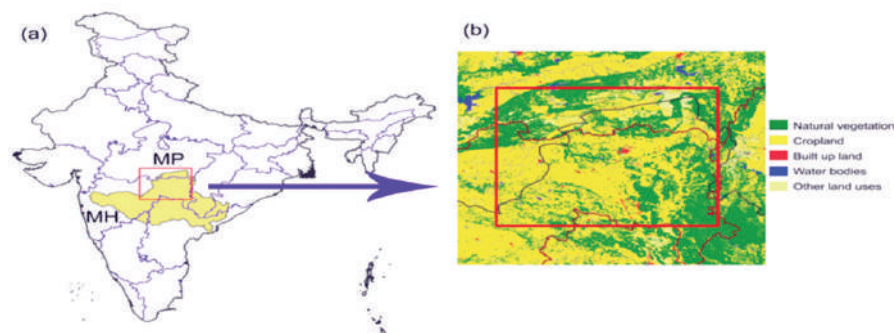 (a)
MP
MH
(b)
Natural vegetation
Cropland
Built up land
Water bodies
Other land uses